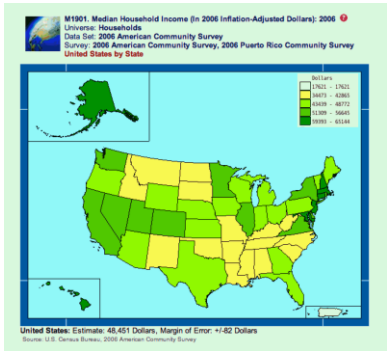 M1901. Median Household Income (In 2006 Inflation-Adjusted Dollars): 2006 ?
Universe: Households
Data Set: 2006 American Community Survey
Survey: 2006 American Community Survey, 2006 Puerto Rico Community Survey
United States by State
Dollars
17621 - 17621
34473 - 42865
43439 - 48772
51309 - 56645
59393 - 65144
United States: Estimate: 48,451 Dollars, Margin of Error: +/-82 Dollars
Source: U.S. Census Bureau, 2006 American Community Survey